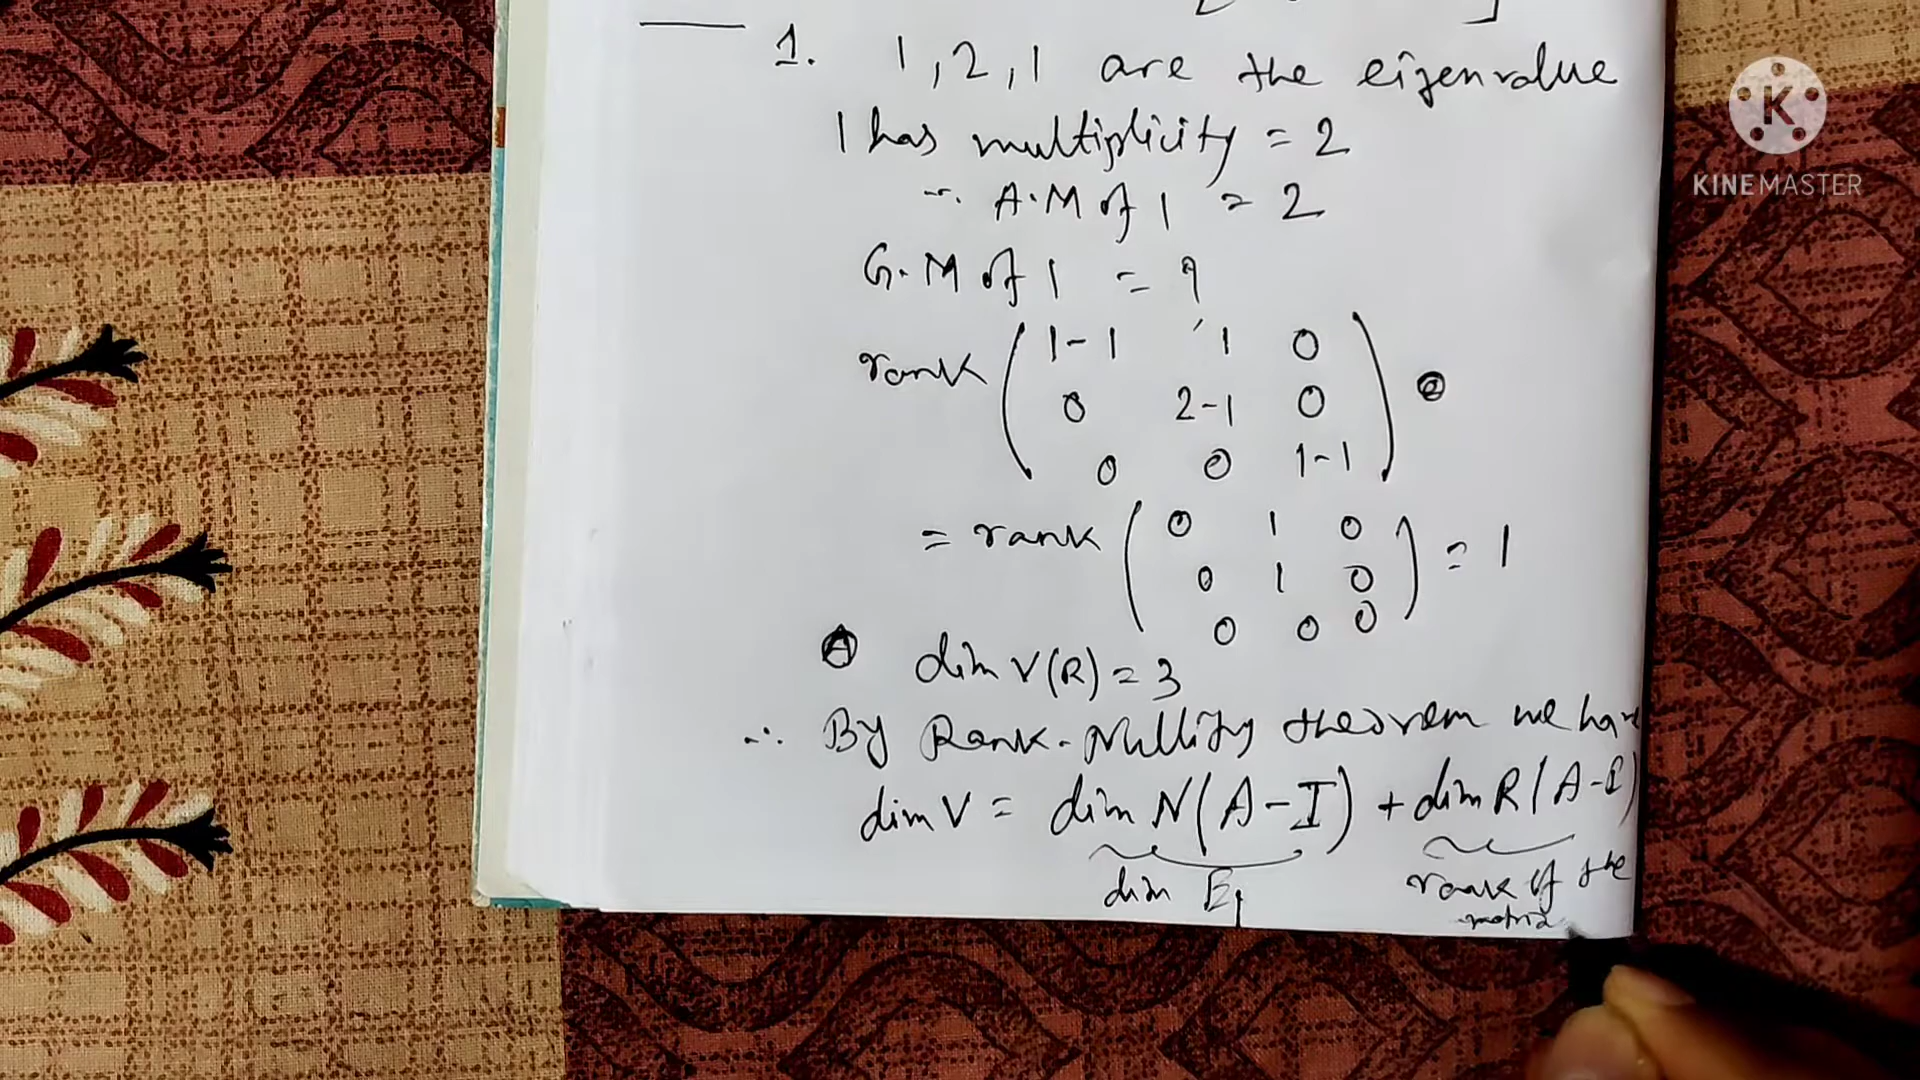 1. 1, 2, 1 are the eigenvalue
1 has multiplicity = 2
∴ A.M of 1 = 2
G.M of 1 = ?
rank ( 1-1 1 0
0 2-1 0
0 0 1-1 )
= rank ( 0 1 0
0 1 0
0 0 0 ) = 1
dim V(R) = 3
∴ By Rank-Nullity theorem we have
dim V = dim N(A-I) + dim R(A-I)
dim E₁ rank of the
matrix
KINEMASTER